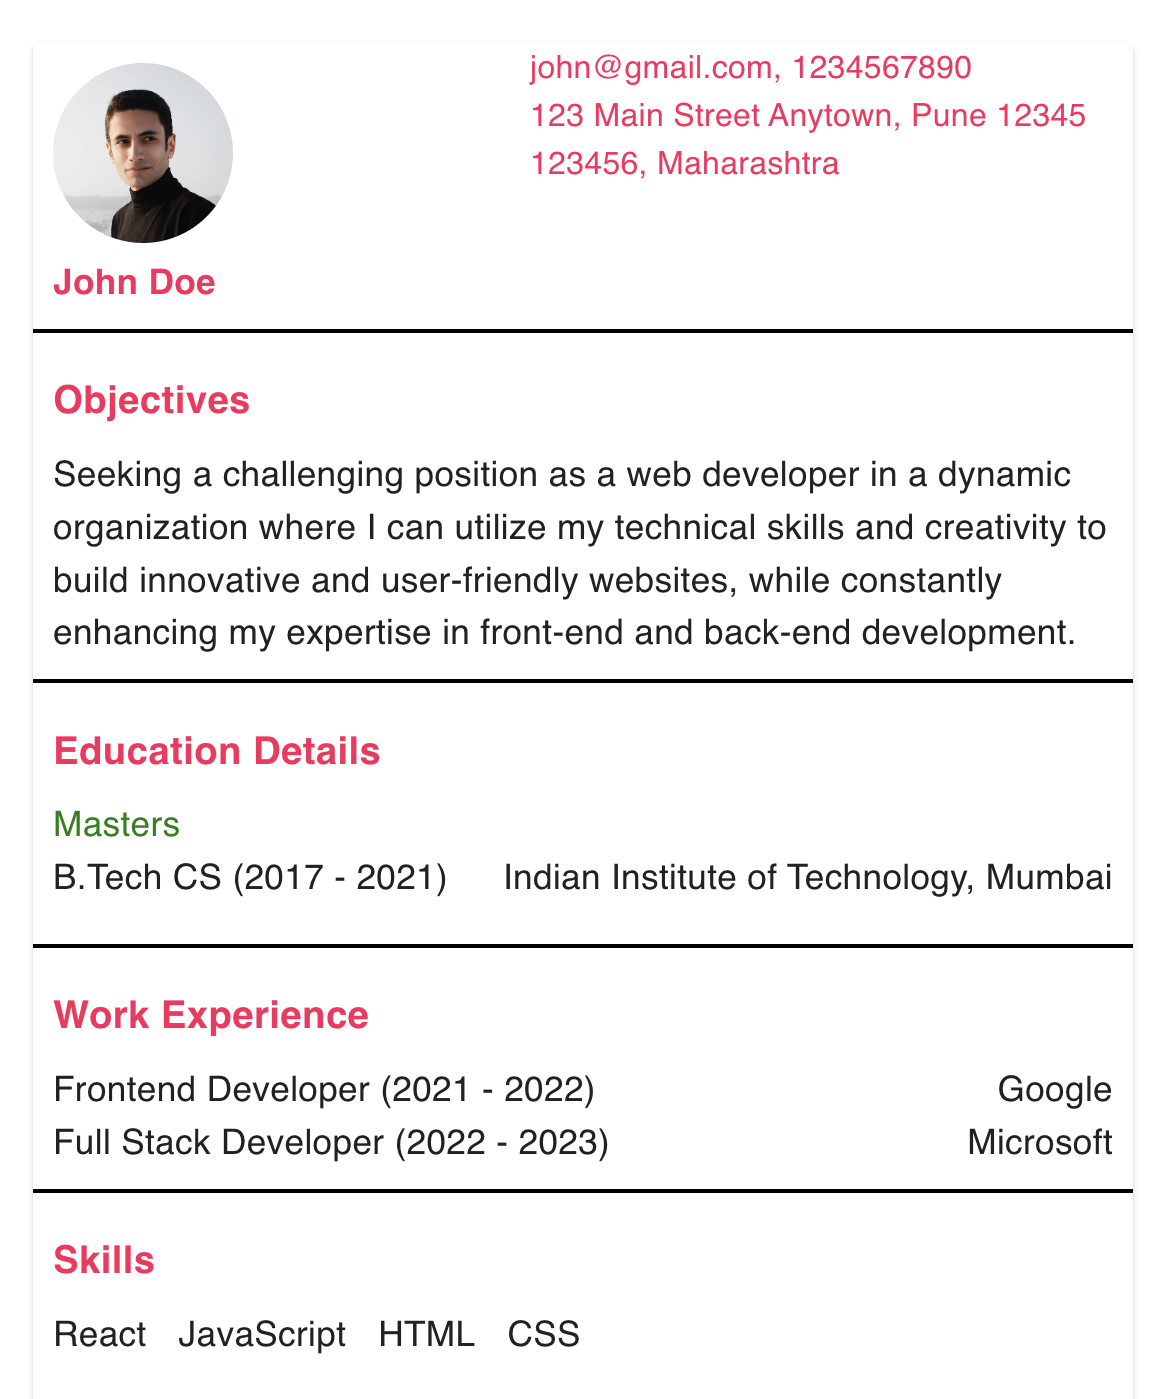 john@gmail.com, 1234567890
123 Main Street Anytown, Pune 12345
123456, Maharashtra
John Doe
Objectives
Seeking a challenging position as a web developer in a dynamic
organization where I can utilize my technical skills and creativity to
build innovative and user-friendly websites, while constantly
enhancing my expertise in front-end and back-end development.
Education Details
Masters
B.Tech CS (2017 - 2021) Indian Institute of Technology, Mumbai
Work Experience
Frontend Developer (2021 - 2022) Google
Full Stack Developer (2022 - 2023) Microsoft
Skills
React JavaScript HTML CSS